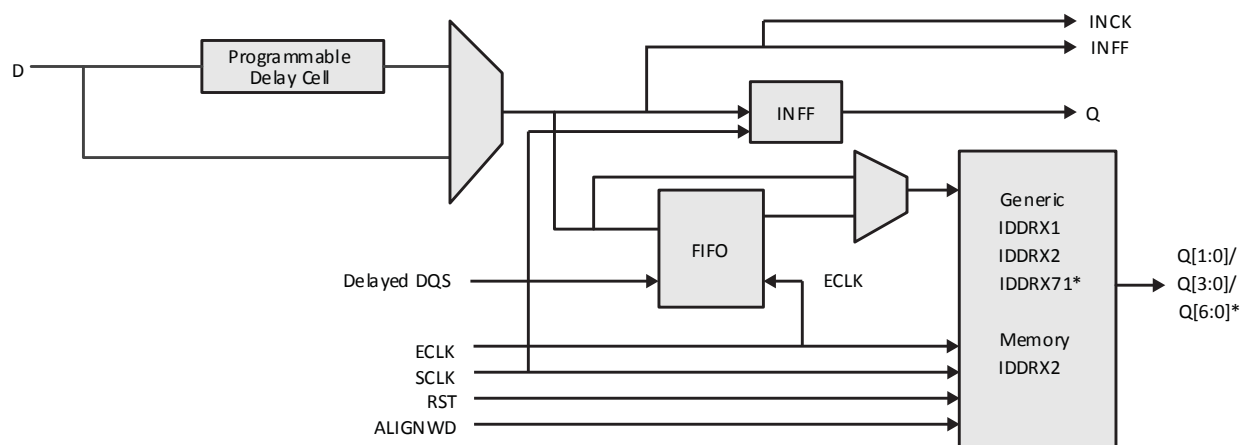 INCK
D
Programmable
Delay Cell
INFF
INFF
Q
Generic
IDDRX1
IDDRX2
IDDRX71*
FIFO
Delayed DQS
ECLK
Q[1:0]/
Q[3:0]/
Q[6:0]*
Memory
IDDRX2
ECLK
SCLK
RST
ALIGNWD